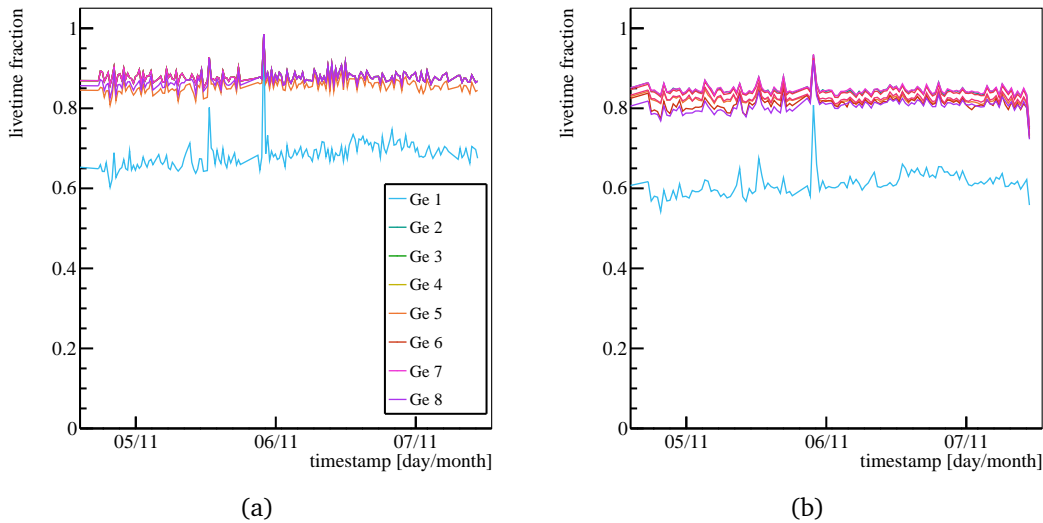 livetime fraction
1
0.8
0.6
0.4
0.2
0
05/11
06/11
07/11
timestamp [day/month]
Ge 1
Ge 2
Ge 3
Ge 4
Ge 5
Ge 6
Ge 7
Ge 8
(a)
livetime fraction
1
0.8
0.6
0.4
0.2
0
05/11
06/11
07/11
timestamp [day/month]
(b)